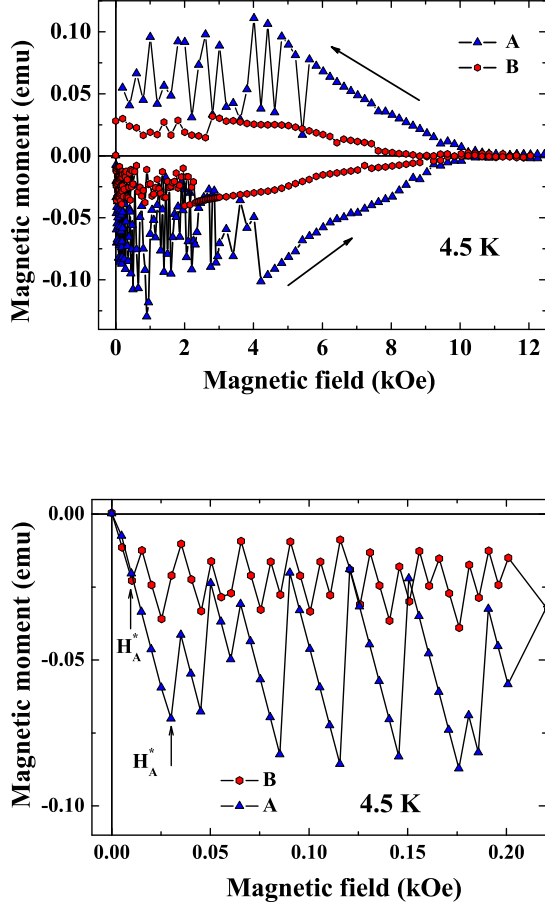 0.10
0.05
0.00
-0.05
-0.10
Magnetic moment (emu)
A
B
4.5 K
0 2 4 6 8 10 12
Magnetic field (kOe)
0.00
-0.05
-0.10
Magnetic moment (emu)
H*A
H*A
B
A
4.5 K
0.00 0.05 0.10 0.15 0.20
Magnetic field (kOe)